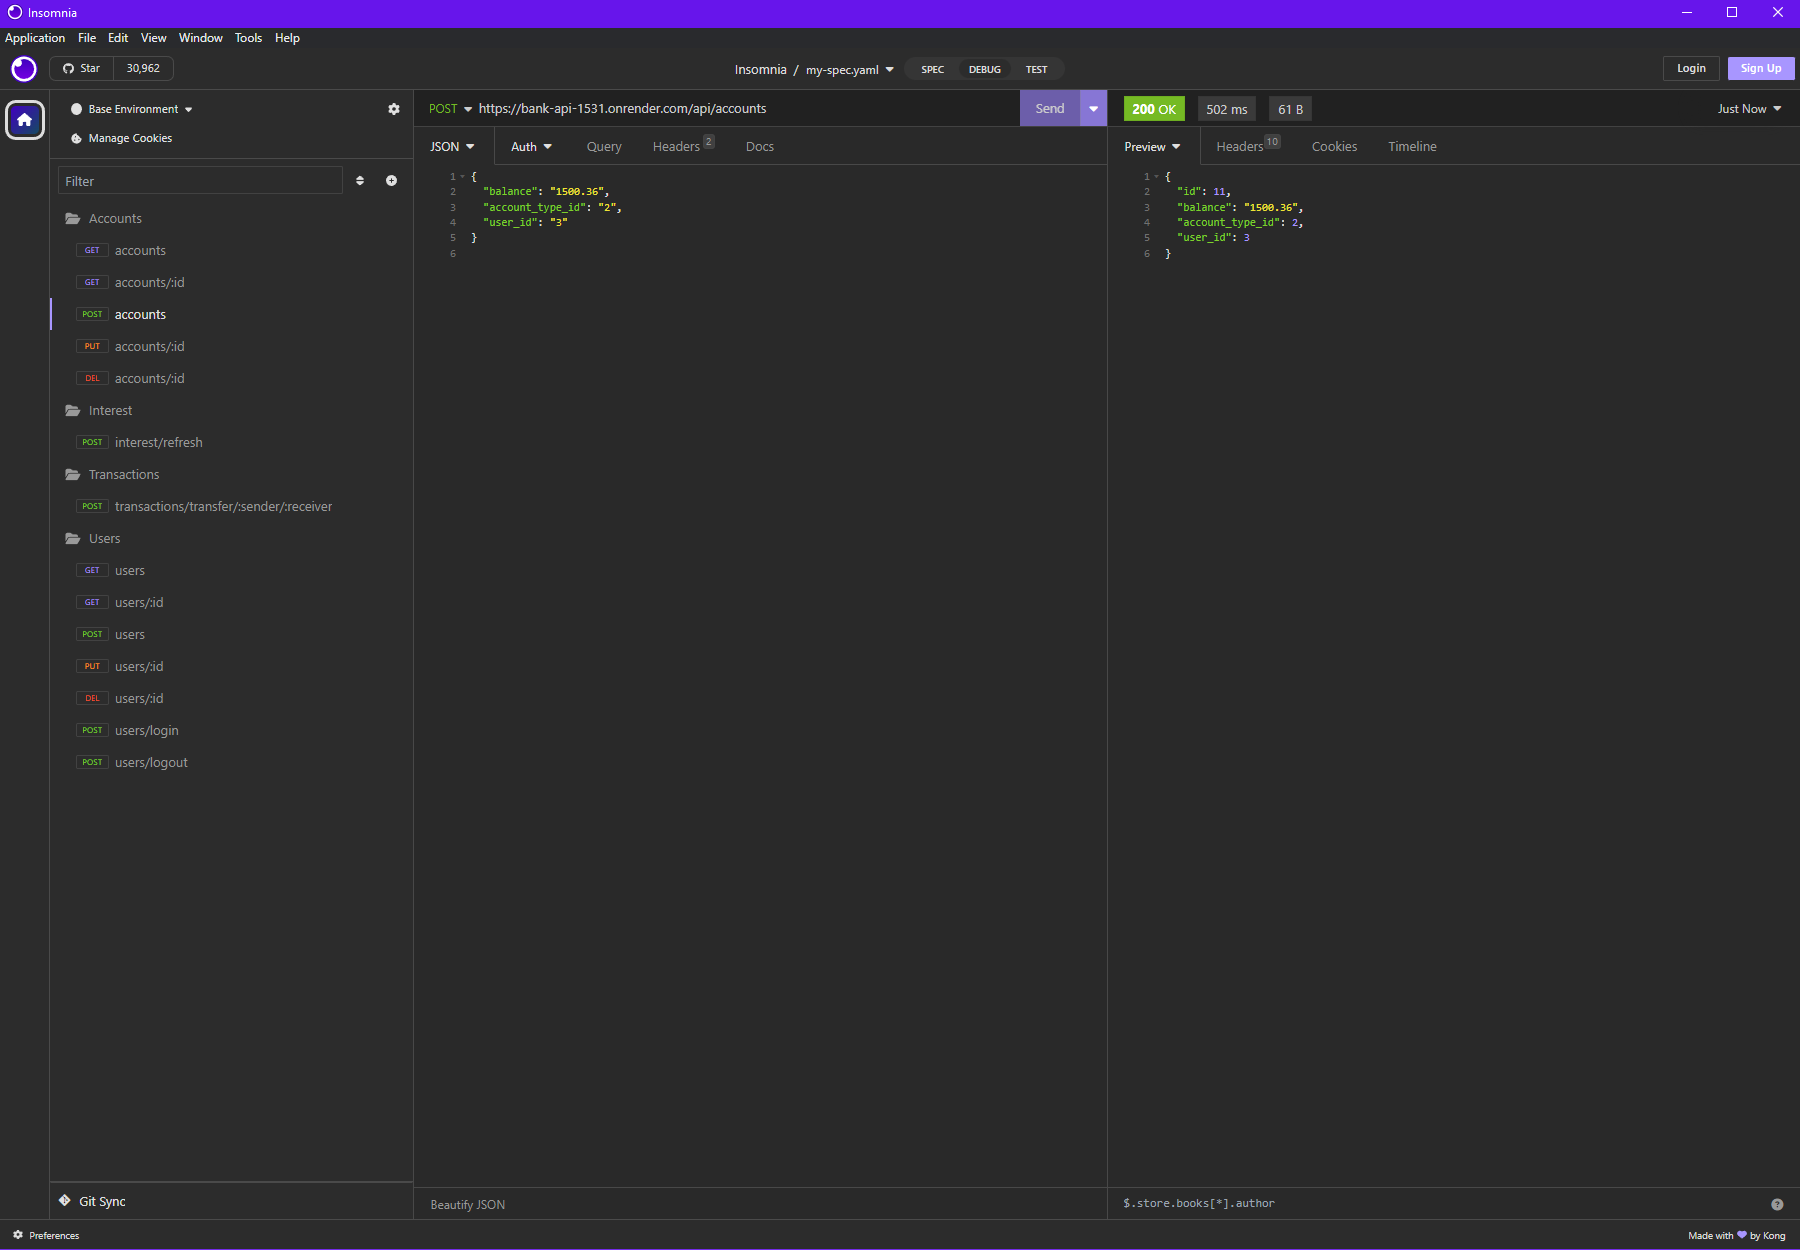 Insomnia
Application File Edit View Window Tools Help
Star 30,962
Insomnia / my-spec.yaml
SPEC DEBUG TEST
Login Sign Up
Base Environment
Manage Cookies
Filter
Accounts
GET accounts
GET accounts/:id
POST accounts
PUT accounts/:id
DEL accounts/:id
Interest
POST interest/refresh
Transactions
POST transactions/transfer/:sender/:receiver
Users
GET users
GET users/:id
POST users
PUT users/:id
DEL users/:id
POST users/login
POST users/logout
Git Sync
POST https://bank-api-1531.onrender.com/api/accounts Send
JSON Auth Query Headers 2 Docs
1 {
2 "balance": "1500.36",
3 "account_type_id": "2",
4 "user_id": "3"
5 }
6
Beautify JSON
200 OK 502 ms 61 B Just Now
Preview Headers 10 Cookies Timeline
1 {
2 "id": 11,
3 "balance": "1500.36",
4 "account_type_id": 2,
5 "user_id": 3
6 }
$.store.books[*].author ?
Preferences
Made with 💜 by Kong